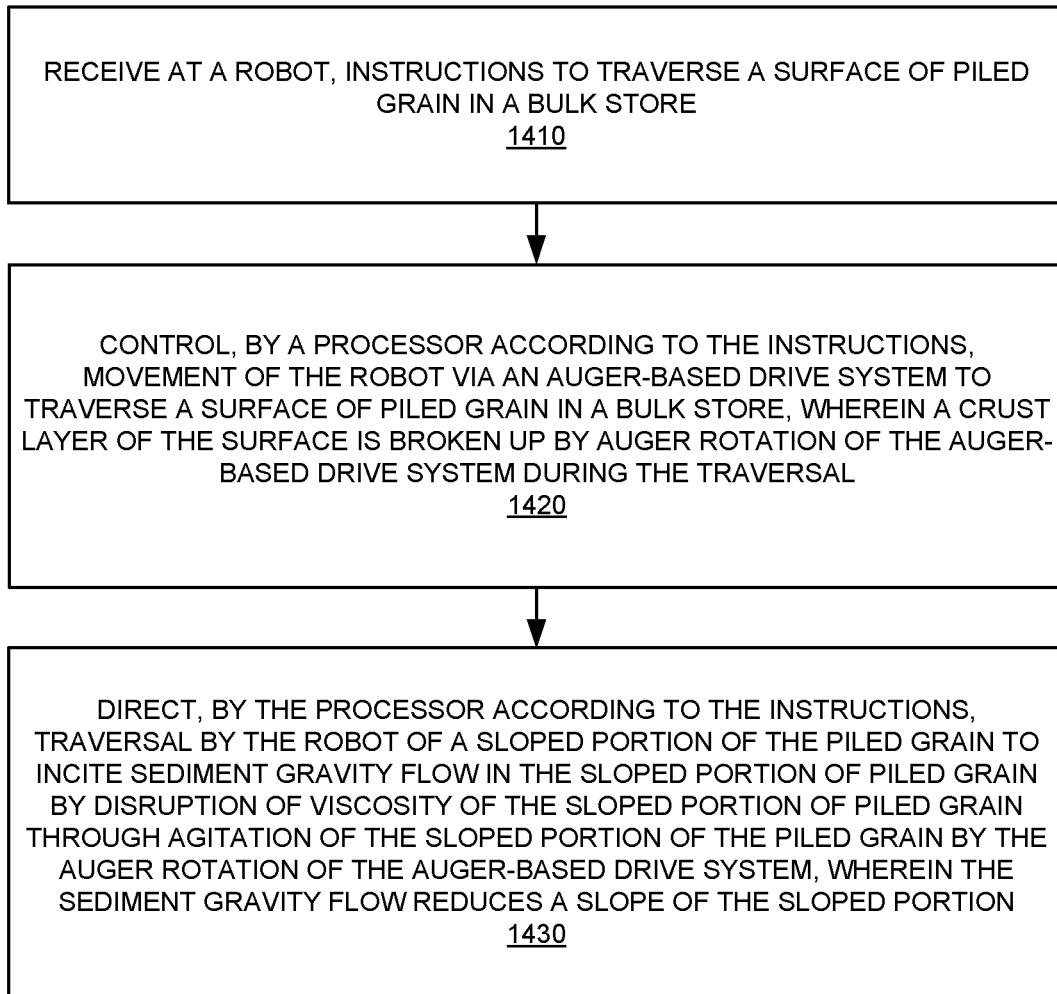 RECEIVE AT A ROBOT, INSTRUCTIONS TO TRAVERSE A SURFACE OF PILED
GRAIN IN A BULK STORE
1410
CONTROL, BY A PROCESSOR ACCORDING TO THE INSTRUCTIONS,
MOVEMENT OF THE ROBOT VIA AN AUGER-BASED DRIVE SYSTEM TO
TRAVERSE A SURFACE OF PILED GRAIN IN A BULK STORE, WHEREIN A CRUST
LAYER OF THE SURFACE IS BROKEN UP BY AUGER ROTATION OF THE AUGER-
BASED DRIVE SYSTEM DURING THE TRAVERSAL
1420
DIRECT, BY THE PROCESSOR ACCORDING TO THE INSTRUCTIONS,
TRAVERSAL BY THE ROBOT OF A SLOPED PORTION OF THE PILED GRAIN TO
INCITE SEDIMENT GRAVITY FLOW IN THE SLOPED PORTION OF PILED GRAIN
BY DISRUPTION OF VISCOSITY OF THE SLOPED PORTION OF PILED GRAIN
THROUGH AGITATION OF THE SLOPED PORTION OF THE PILED GRAIN BY THE
AUGER ROTATION OF THE AUGER-BASED DRIVE SYSTEM, WHEREIN THE
SEDIMENT GRAVITY FLOW REDUCES A SLOPE OF THE SLOPED PORTION
1430